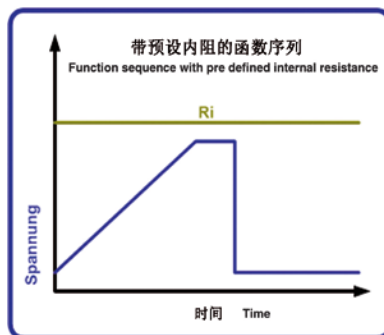 带预设内阻的函数序列
Function sequence with pre defined internal resistance
Ri
Spannung
时间 Time